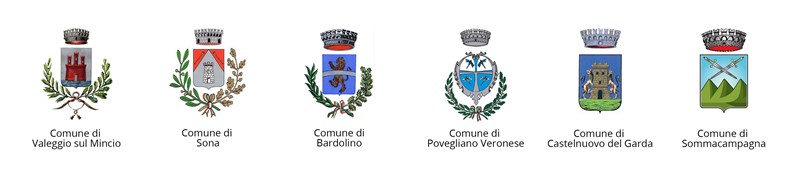 Comune di
Valeggio sul Mincio
Comune di
Sona
Comune di
Bardolino
Comune di
Povegliano Veronese
Comune di
Castelnuovo del Garda
Comune di
Sommacampagna